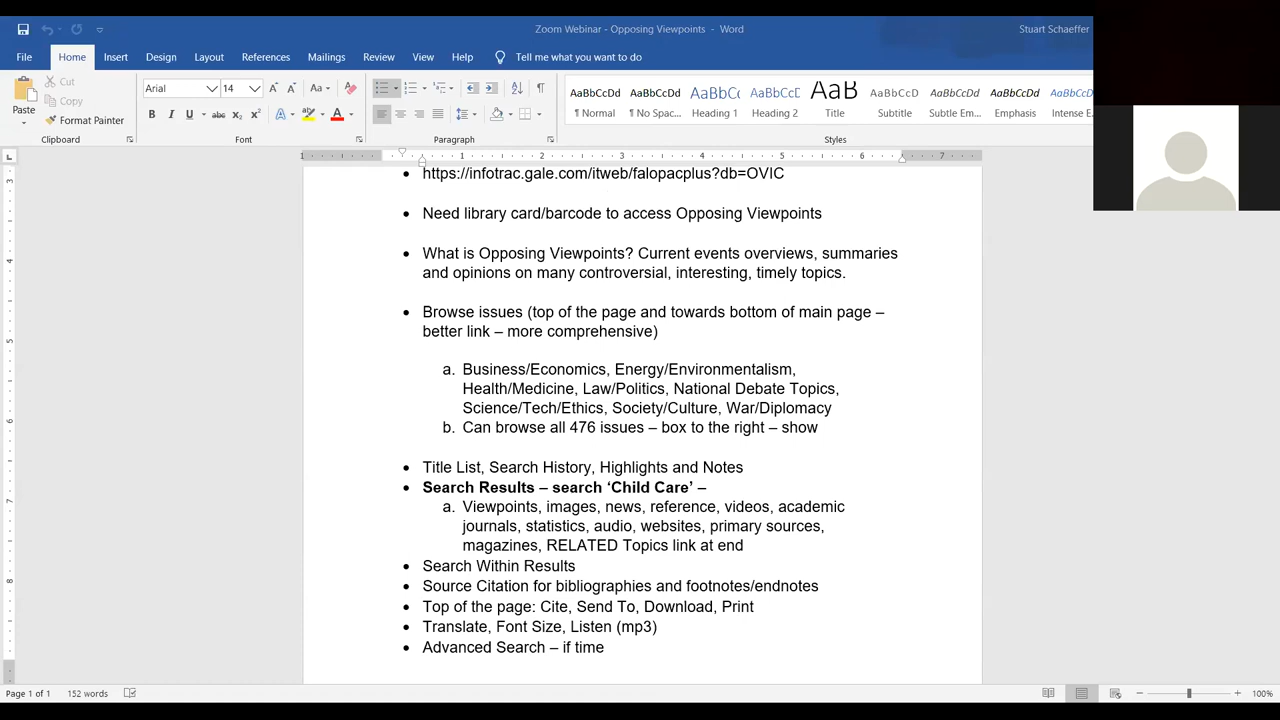 Zoom Webinar - Opposing Viewpoints - Word
Stuart Schaeffer
File Home Insert Design Layout References Mailings Review View Help Tell me what you want to do
Paste
Cut
Copy
Format Painter
Clipboard
Arial 14
Font
Paragraph
AaBbCcDd AaBbCcDd AaBbCc AaBbCcD AaB AaBbCcD AaBbCcDd AaBbCcDd AaBbCcDd
¶ Normal ¶ No Spac... Heading 1 Heading 2 Title Subtitle Subtle Em... Emphasis Intense E...
Styles
1 1 2 3 4 5 6 7
• https://infotrac.gale.com/itweb/falopacplus?db=OVIC
• Need library card/barcode to access Opposing Viewpoints
• What is Opposing Viewpoints? Current events overviews, summaries
and opinions on many controversial, interesting, timely topics.
• Browse issues (top of the page and towards bottom of main page –
better link – more comprehensive)
a. Business/Economics, Energy/Environmentalism,
Health/Medicine, Law/Politics, National Debate Topics,
Science/Tech/Ethics, Society/Culture, War/Diplomacy
b. Can browse all 476 issues – box to the right – show
• Title List, Search History, Highlights and Notes
• Search Results – search ‘Child Care’ –
a. Viewpoints, images, news, reference, videos, academic
journals, statistics, audio, websites, primary sources,
magazines, RELATED Topics link at end
• Search Within Results
• Source Citation for bibliographies and footnotes/endnotes
• Top of the page: Cite, Send To, Download, Print
• Translate, Font Size, Listen (mp3)
• Advanced Search – if time
Page 1 of 1 152 words 100%